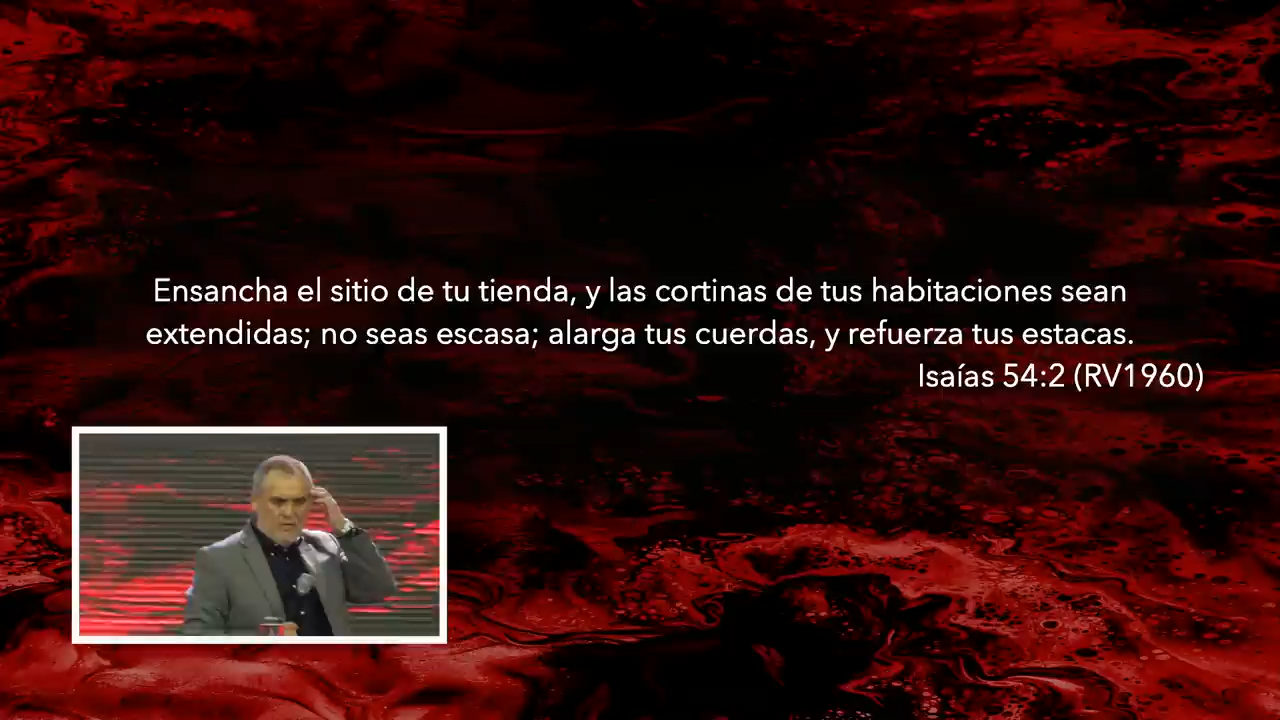 Ensancha el sitio de tu tienda, y las cortinas de tus habitaciones sean
extendidas; no seas escasa; alarga tus cuerdas, y refuerza tus estacas.
Isaías 54:2 (RV1960)